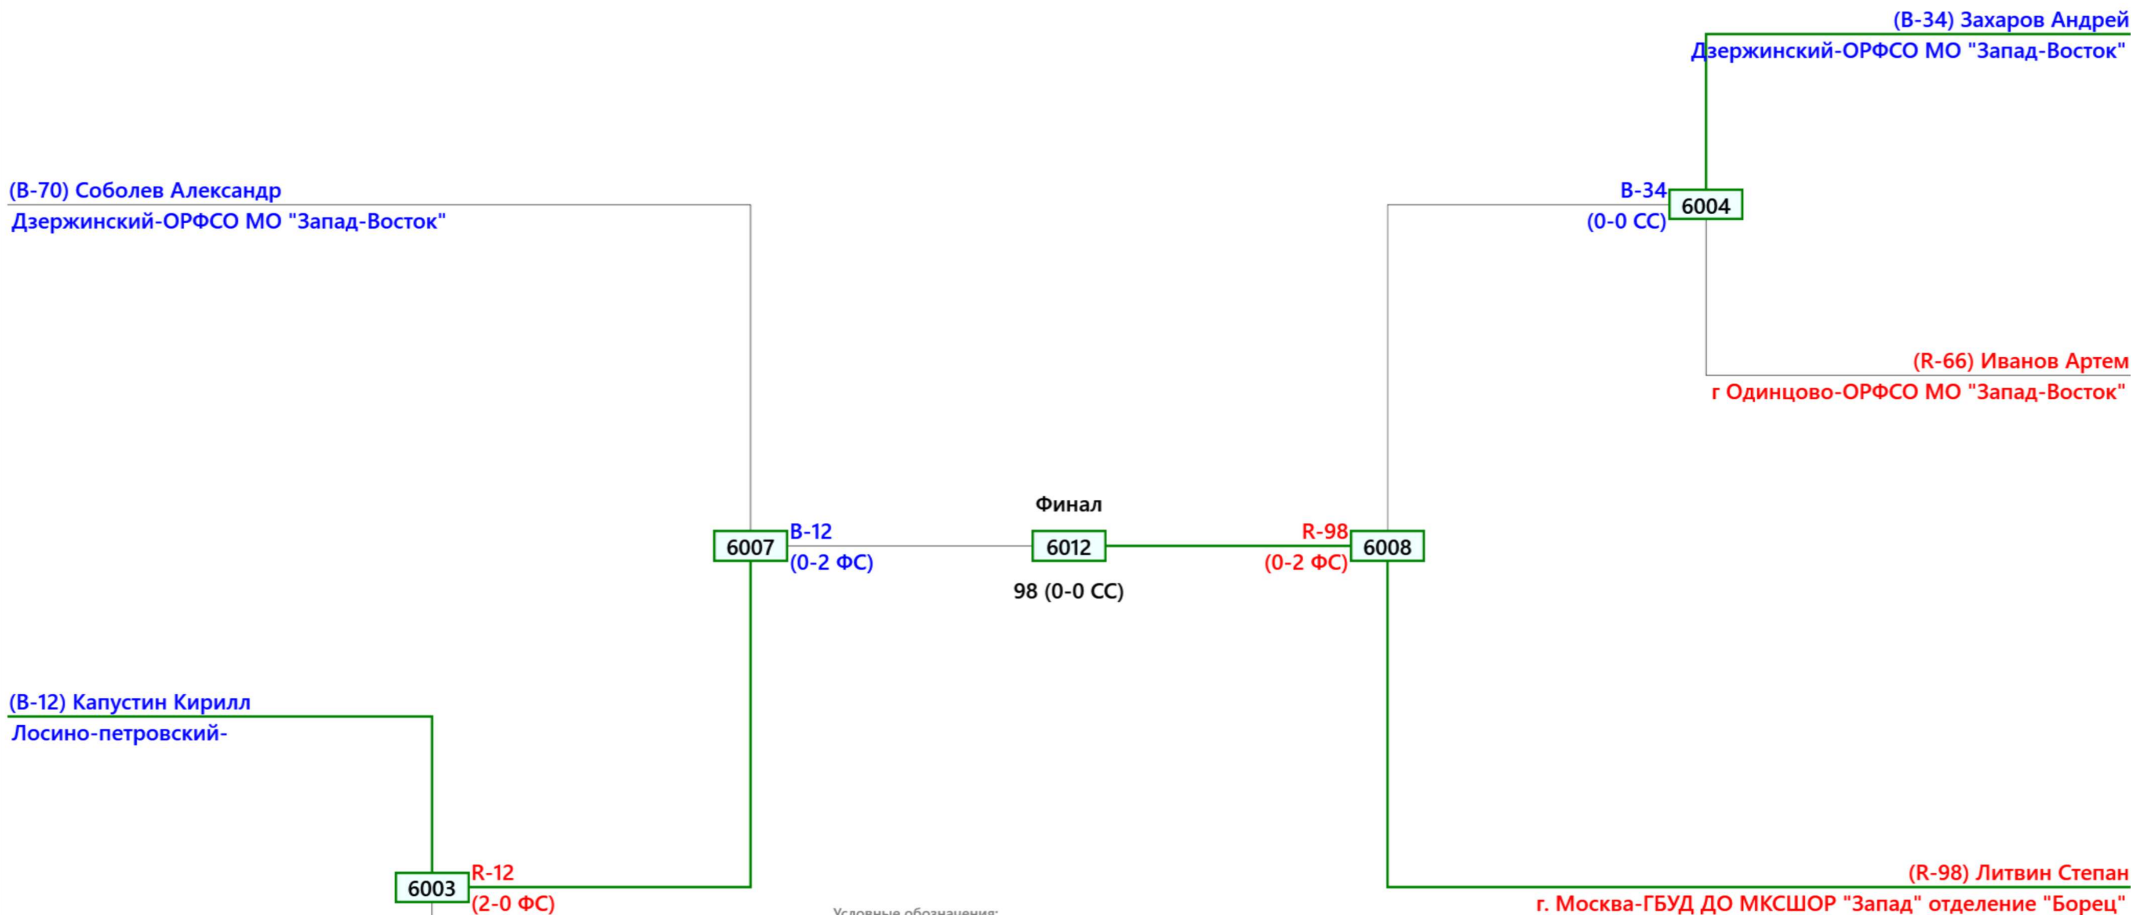 (B-34) Захаров Андрей
Дзержинский-ОРФСО МО "Запад-Восток"
(B-70) Соболев Александр
Дзержинский-ОРФСО МО "Запад-Восток"
B-34
6004
(0-0 СС)
(R-66) Иванов Артем
г Одинцово-ОРФСО МО "Запад-Восток"
Финал
6007
B-12
(0-2 ФС)
6012
R-98
(0-2 ФС)
6008
98 (0-0 СС)
(B-12) Капустин Кирилл
Лосино-петровский-
6003
R-12
(2-0 ФС)
(R-98) Литвин Степан
г. Москва-ГБУД ДО МКСШОР "Запад" отделение "Борец"
Условные обозначения: